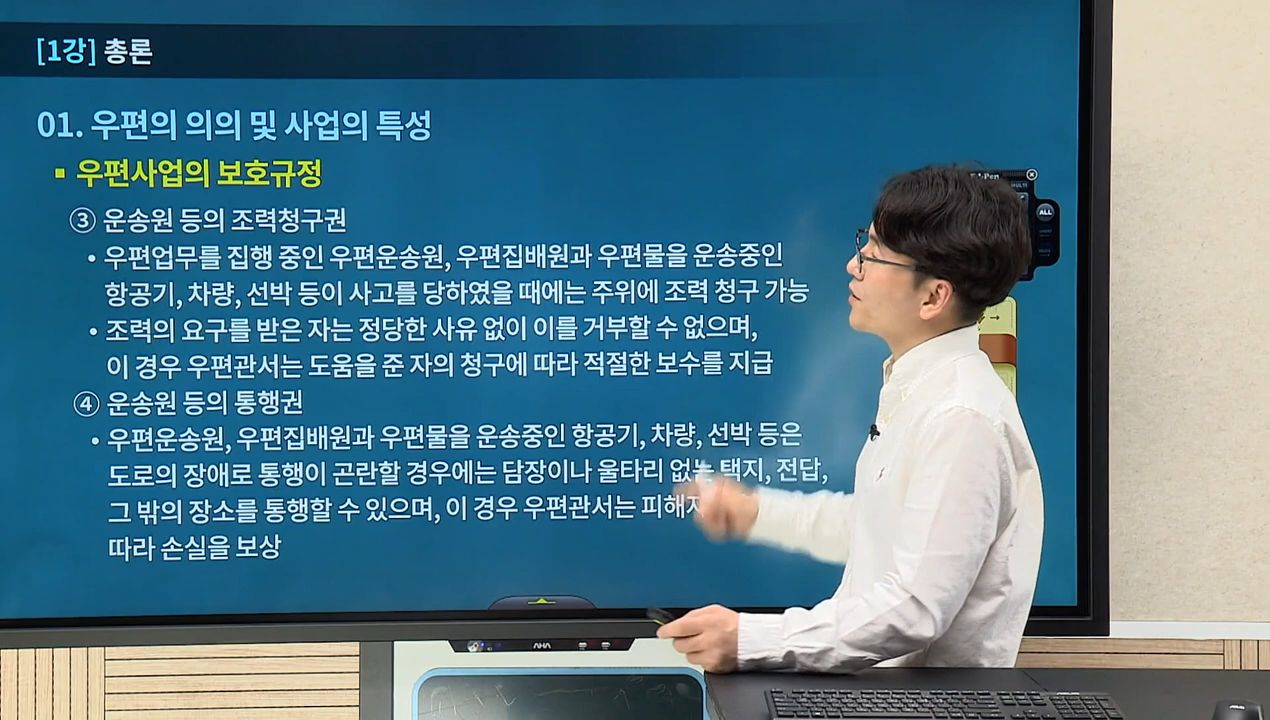 [1강] 총론
01. 우편의 의의 및 사업의 특성
▪ 우편사업의 보호규정
③ 운송원 등의 조력청구권
• 우편업무를 집행 중인 우편운송원, 우편집배원과 우편물을 운송중인
항공기, 차량, 선박 등이 사고를 당하였을 때에는 주위에 조력 청구 가능
• 조력의 요구를 받은 자는 정당한 사유 없이 이를 거부할 수 없으며,
이 경우 우편관서는 도움을 준 자의 청구에 따라 적절한 보수를 지급
④ 운송원 등의 통행권
• 우편운송원, 우편집배원과 우편물을 운송중인 항공기, 차량, 선박 등은
도로의 장애로 통행이 곤란할 경우에는 담장이나 울타리 없는 택지, 전답,
그 밖의 장소를 통행할 수 있으며, 이 경우 우편관서는
따라 손실을 보상
ALL
AHA